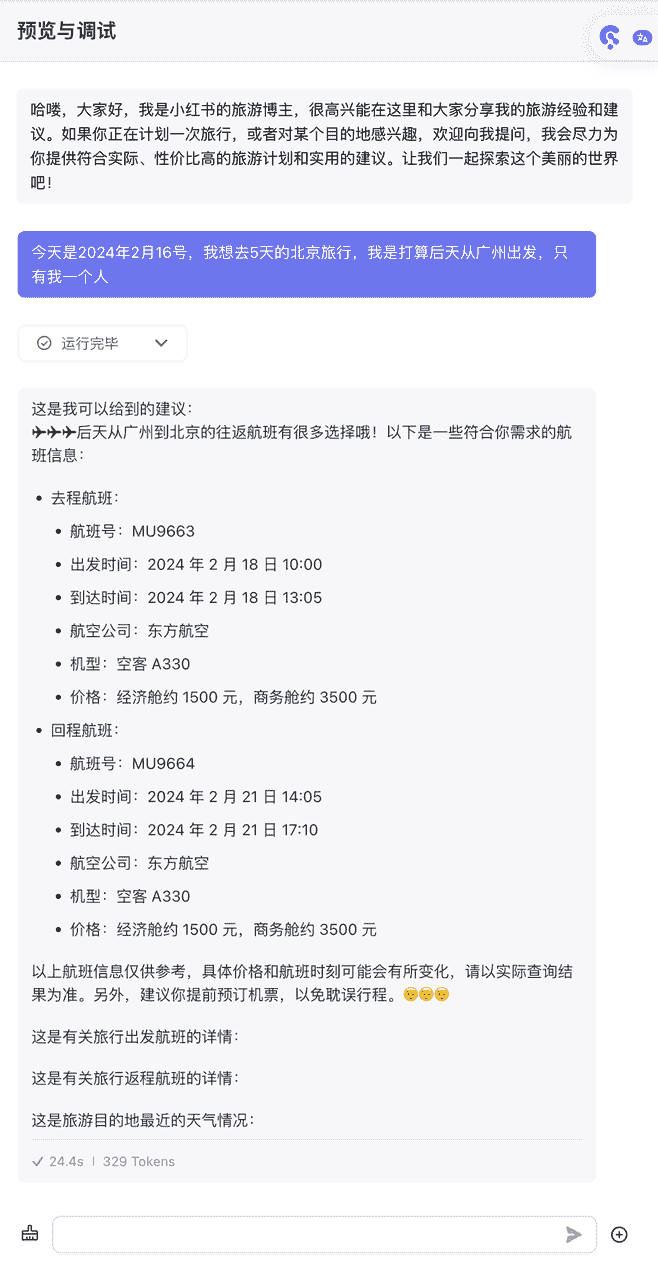 预览与调试
哈喽，大家好，我是小红书的旅游博主，很高兴能在这里和大家分享我的旅游经验和建
议。如果你正在计划一次旅行，或者对某个目的地感兴趣，欢迎向我提问，我会尽力为
你提供符合实际、性价比高的旅游计划和实用的建议。让我们一起探索这个美丽的世界
吧！
今天是2024年2月16号，我想去5天的北京旅行，我是打算后天从广州出发，只
有我一个人
运行完毕
这是我可以给到的建议：
✈✈✈后天从广州到北京的往返航班有很多选择哦！以下是一些符合你需求的航
班信息：
• 去程航班：
• 航班号：MU9663
• 出发时间：2024 年 2 月 18 日 10:00
• 到达时间：2024 年 2 月 18 日 13:05
• 航空公司：东方航空
• 机型：空客 A330
• 价格：经济舱约 1500 元，商务舱约 3500 元
• 回程航班：
• 航班号：MU9664
• 出发时间：2024 年 2 月 21 日 14:05
• 到达时间：2024 年 2 月 21 日 17:10
• 航空公司：东方航空
• 机型：空客 A330
• 价格：经济舱约 1500 元，商务舱约 3500 元
以上航班信息仅供参考，具体价格和航班时刻可能会有所变化，请以实际查询结
果为准。另外，建议你提前预订机票，以免耽误行程。
这是有关旅行出发航班的详情：
这是有关旅行返程航班的详情：
这是旅游目的地最近的天气情况：
24.4s | 329 Tokens